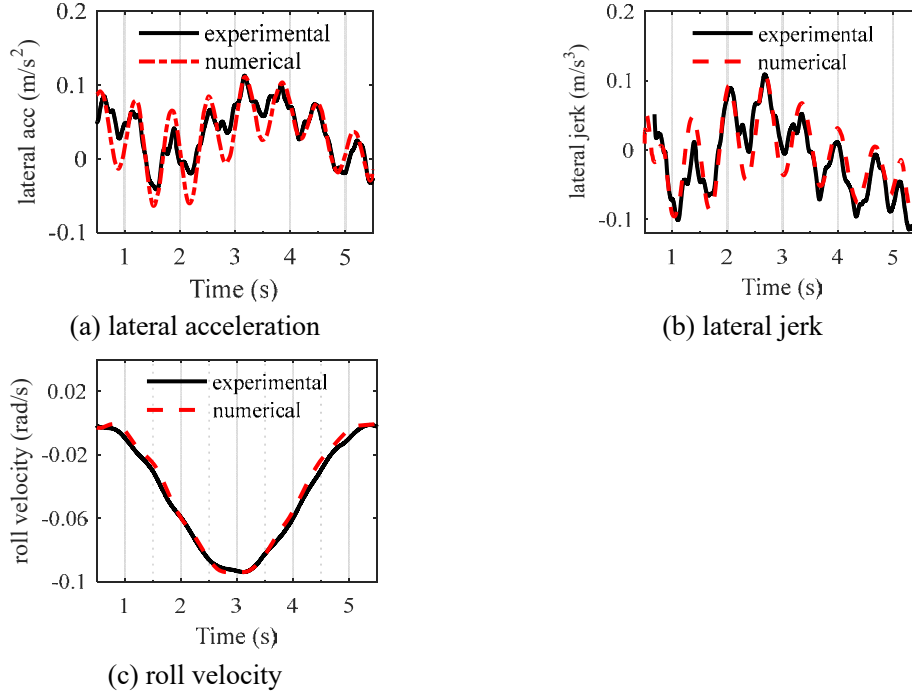 0.2
experimental
numerical
0.1
0
-0.1
lateral acc (m/s²)
1 2 3 4 5
Time (s)
(a) lateral acceleration
0.2
experimental
numerical
0.1
0
-0.1
lateral jerk (m/s³)
1 2 3 4 5
Time (s)
(b) lateral jerk
experimental
numerical
0.02
-0.02
-0.06
-0.1
roll velocity (rad/s)
1 2 3 4 5
Time (s)
(c) roll velocity